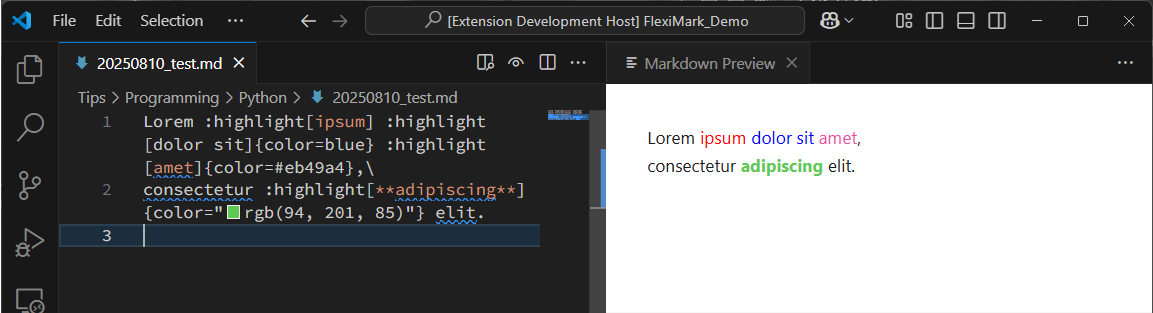 File Edit Selection ··· [Extension Development Host] FlexiMark_Demo
20250810_test.md
Markdown Preview
Tips > Programming > Python > 20250810_test.md
1 Lorem :highlight[ipsum] :highlight
[dolor sit]{color=blue} :highlight
[amet]{color=#eb49a4},\
2 consectetur :highlight[**adipiscing**]
{color="rgb(94, 201, 85)"} elit.
3
Lorem ipsum dolor sit amet,
consectetur adipiscing elit.